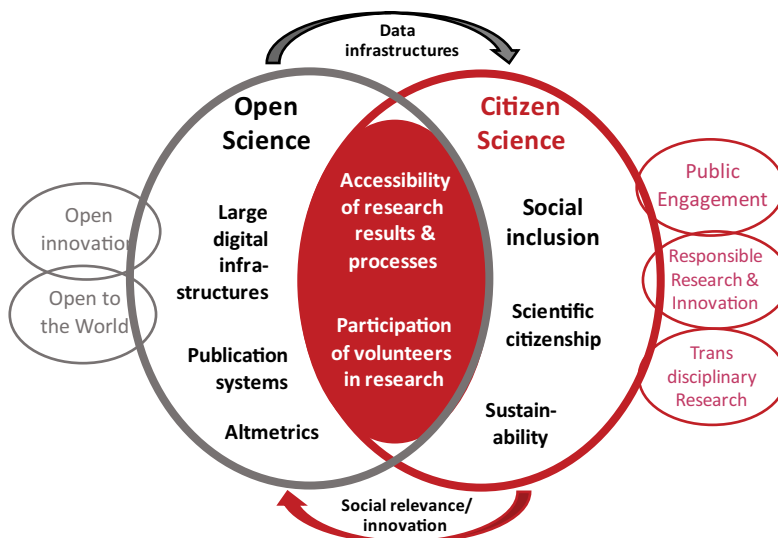 Data
infrastructures
Open
Science
Citizen
Science
Accessibility
of research
results &
processes
Participation
of volunteers
in research
Large
digital
infra-
structures
Publication
systems
Altmetrics
Social
inclusion
Scientific
citizenship
Sustain-
ability
Open
innovation
Open to
the World
Public
Engagement
Responsible
Research &
Innovation
Trans
disciplinary
Research
Social relevance/
innovation